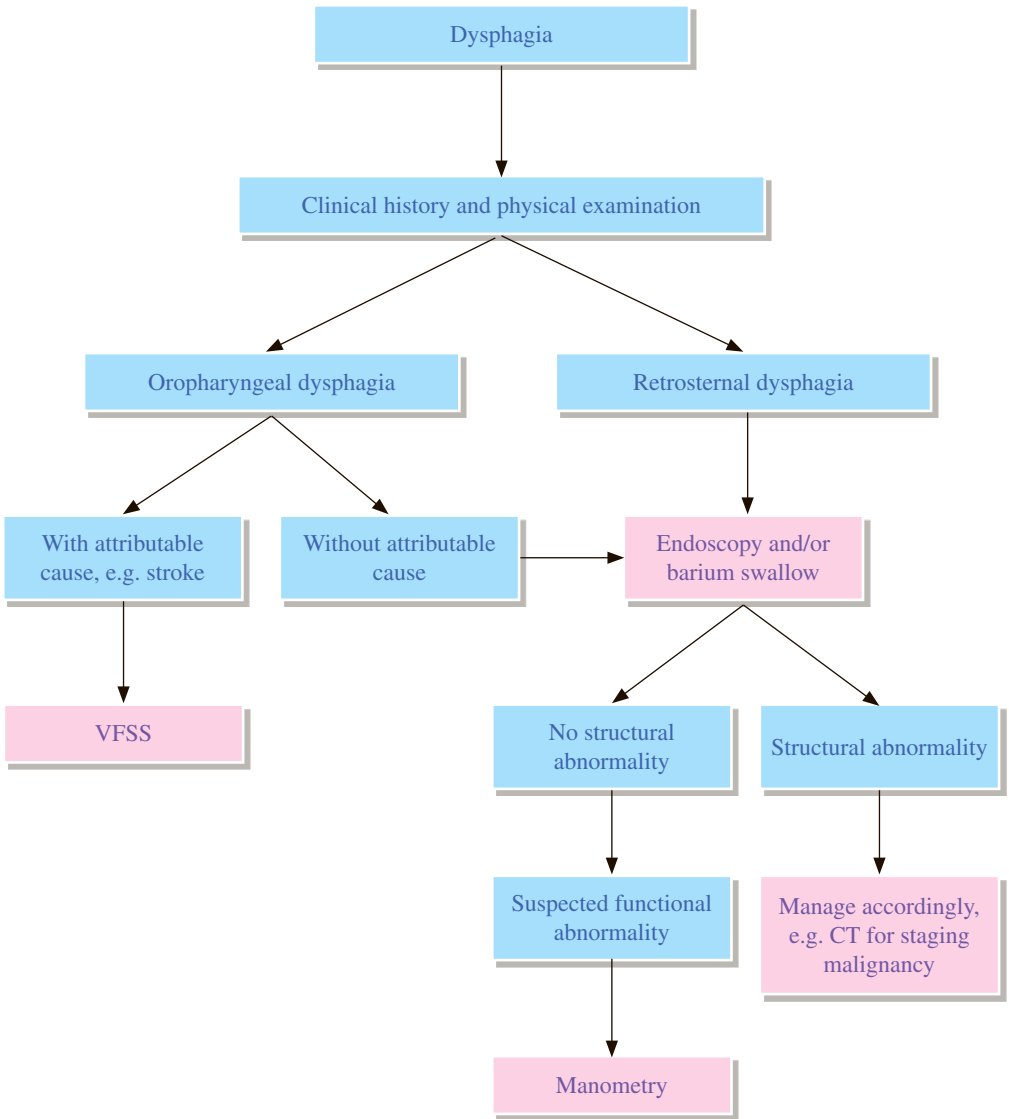 Dysphagia
Clinical history and physical examination
Oropharyngeal dysphagia
Retrosternal dysphagia
With attributable
cause, e.g. stroke
Without attributable
cause
Endoscopy and/or
barium swallow
VFSS
No structural
abnormality
Structural abnormality
Suspected functional
abnormality
Manage accordingly,
e.g. CT for staging
malignancy
Manometry